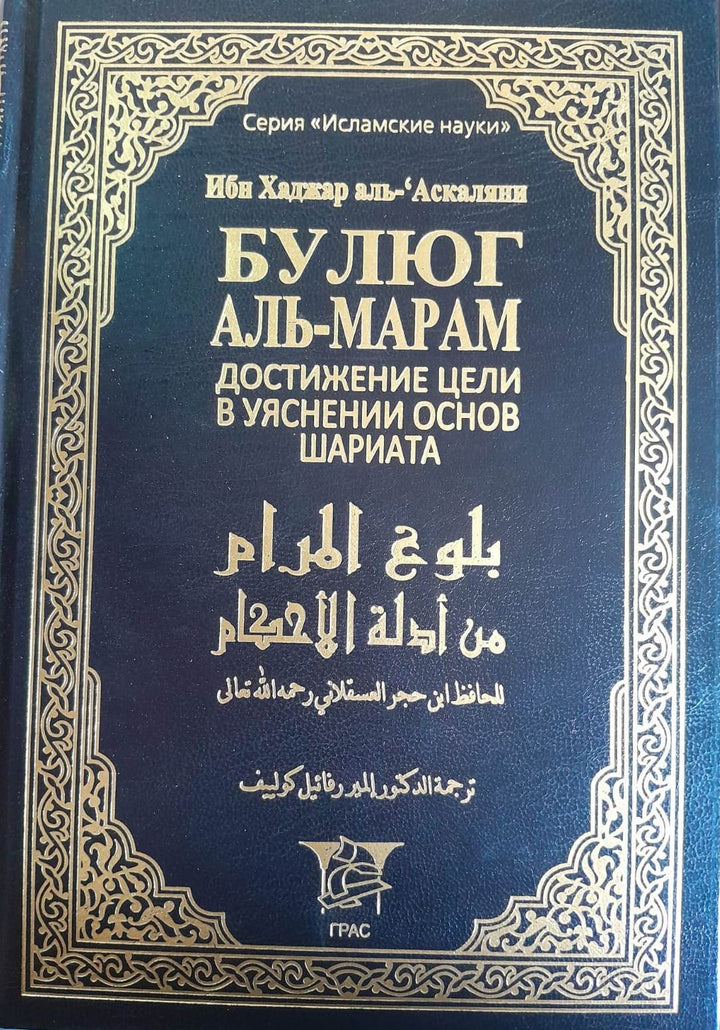 Серия «Исламские науки»
Ибн Хаджар аль-‘Аскаляни
БУЛЮГ
АЛЬ-МАРАМ
ДОСТИЖЕНИЕ ЦЕЛИ
В УЯСНЕНИИ ОСНОВ
ШАРИАТА
بلوغ المرام
من أدلة الأحكام
للحافظ ابن حجر العسقلاني رحمه الله تعالى
ترجمة الدكتور إلمير رفائيل كولييف
ГРАС